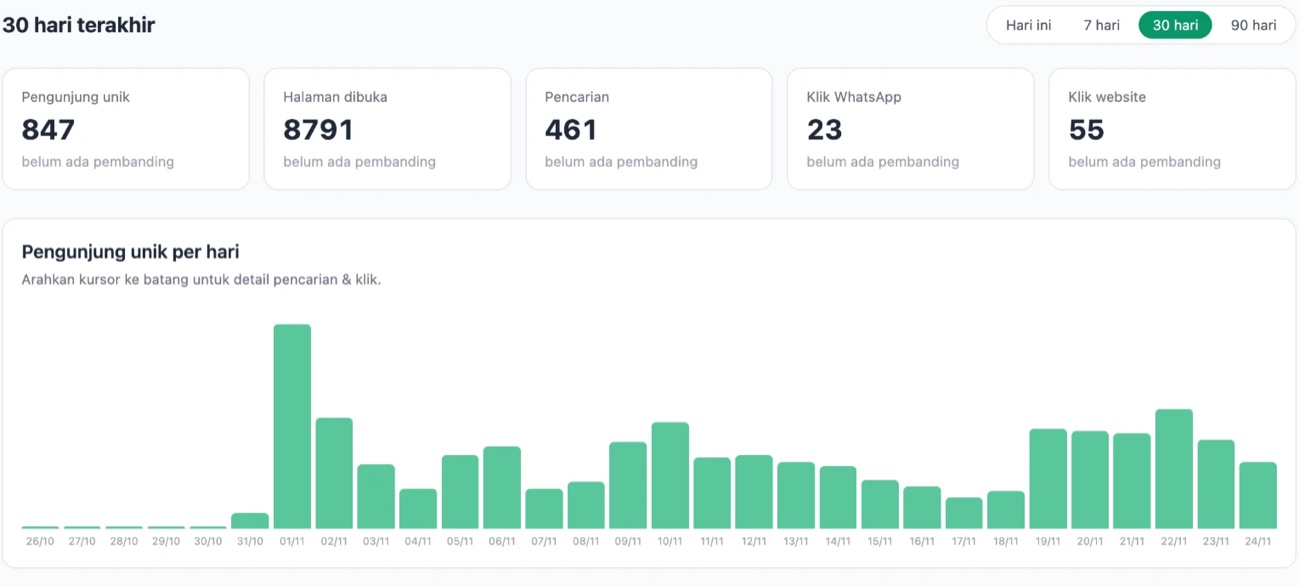 30 hari terakhir
Hari ini 7 hari 30 hari 90 hari
Pengunjung unik
847
belum ada pembanding
Halaman dibuka
8791
belum ada pembanding
Pencarian
461
belum ada pembanding
Klik WhatsApp
23
belum ada pembanding
Klik website
55
belum ada pembanding
Pengunjung unik per hari
Arahkan kursor ke batang untuk detail pencarian & klik.
26/10 27/10 28/10 29/10 30/10 31/10 01/11 02/11 03/11 04/11 05/11 06/11 07/11 08/11 09/11 10/11 11/11 12/11 13/11 14/11 15/11 16/11 17/11 18/11 19/11 20/11 21/11 22/11 23/11 24/11